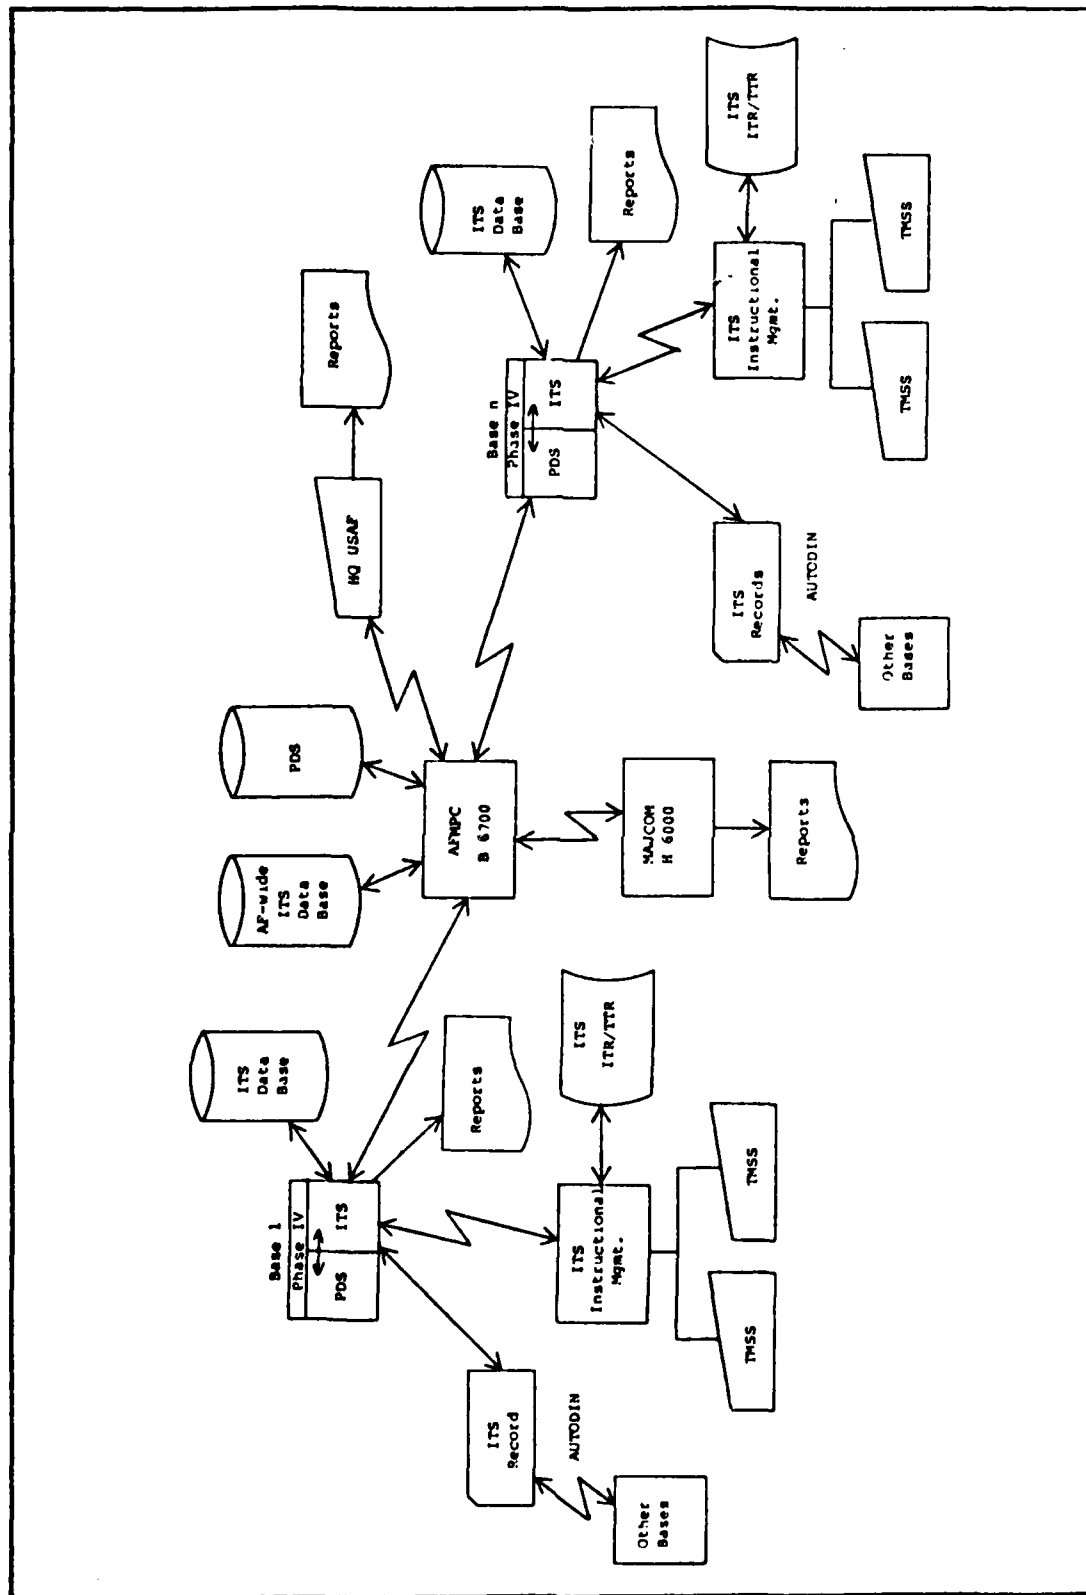 Base 1
Phase IV
PDS
ITS
ITS
Data
Base
Reports
ITS
Record
AUTODIN
Other
Bases
ITS
Instructional
Mgmt.
ITS
ITR/TTR
TMSS
TMSS
AF-wide
ITS
Data
Base
PDS
AFMPC
B 6700
MAJCOM
H 6000
Reports
HQ USAF
Reports
Base n
Phase IV
PDS
ITS
ITS
Data
Base
Reports
ITS
Records
AUTODIN
Other
Bases
ITS
Instructional
Mgmt.
ITS
ITR/TTR
TMSS
TMSS